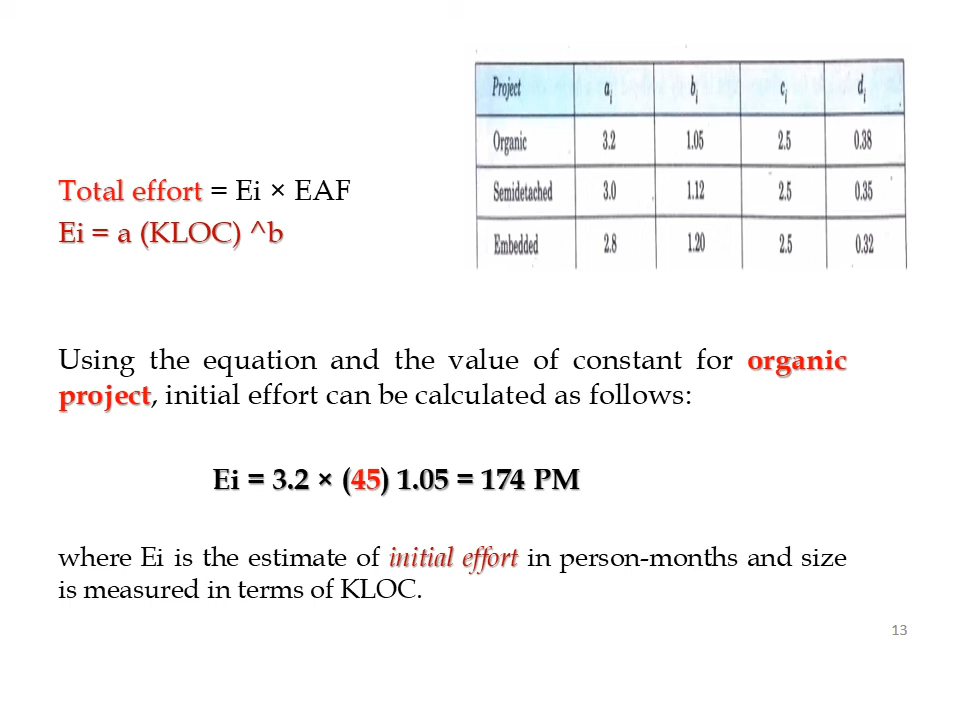 Project ai bi ci di
Organic 3.2 1.05 2.5 0.38
Semidetached 3.0 1.12 2.5 0.35
Embedded 2.8 1.20 2.5 0.32
Total effort = Ei × EAF
Ei = a (KLOC) ^b
Using the equation and the value of constant for organic
project, initial effort can be calculated as follows:
Ei = 3.2 × (45) 1.05 = 174 PM
where Ei is the estimate of initial effort in person-months and size
is measured in terms of KLOC.
13